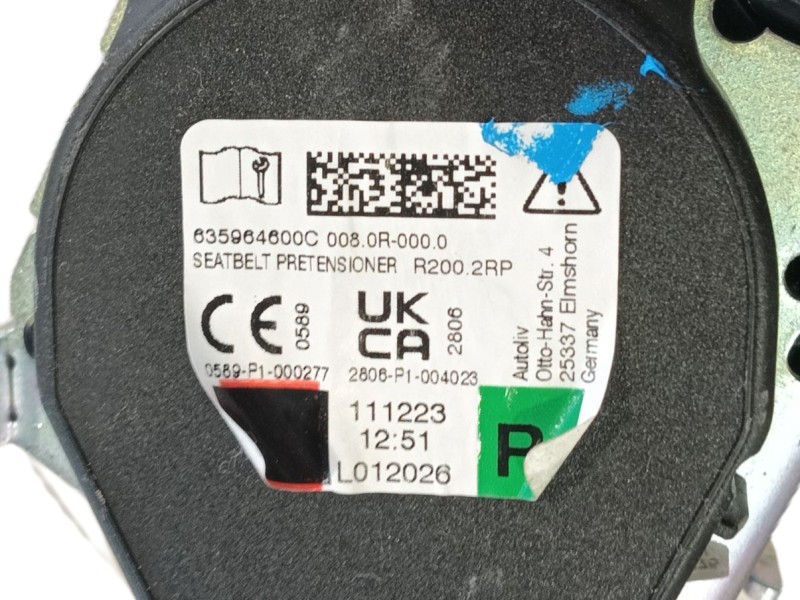 635964600C 008.0R-000.0
SEATBELT PRETENSIONER R200.2RP
CE 0589
UK
CA 2806
0589-P1-000277
2806-P1-004023
Autoliv
Otto-Hahn-Str. 4
25337 Elmshorn
Germany
111223
12:51
L012026
R